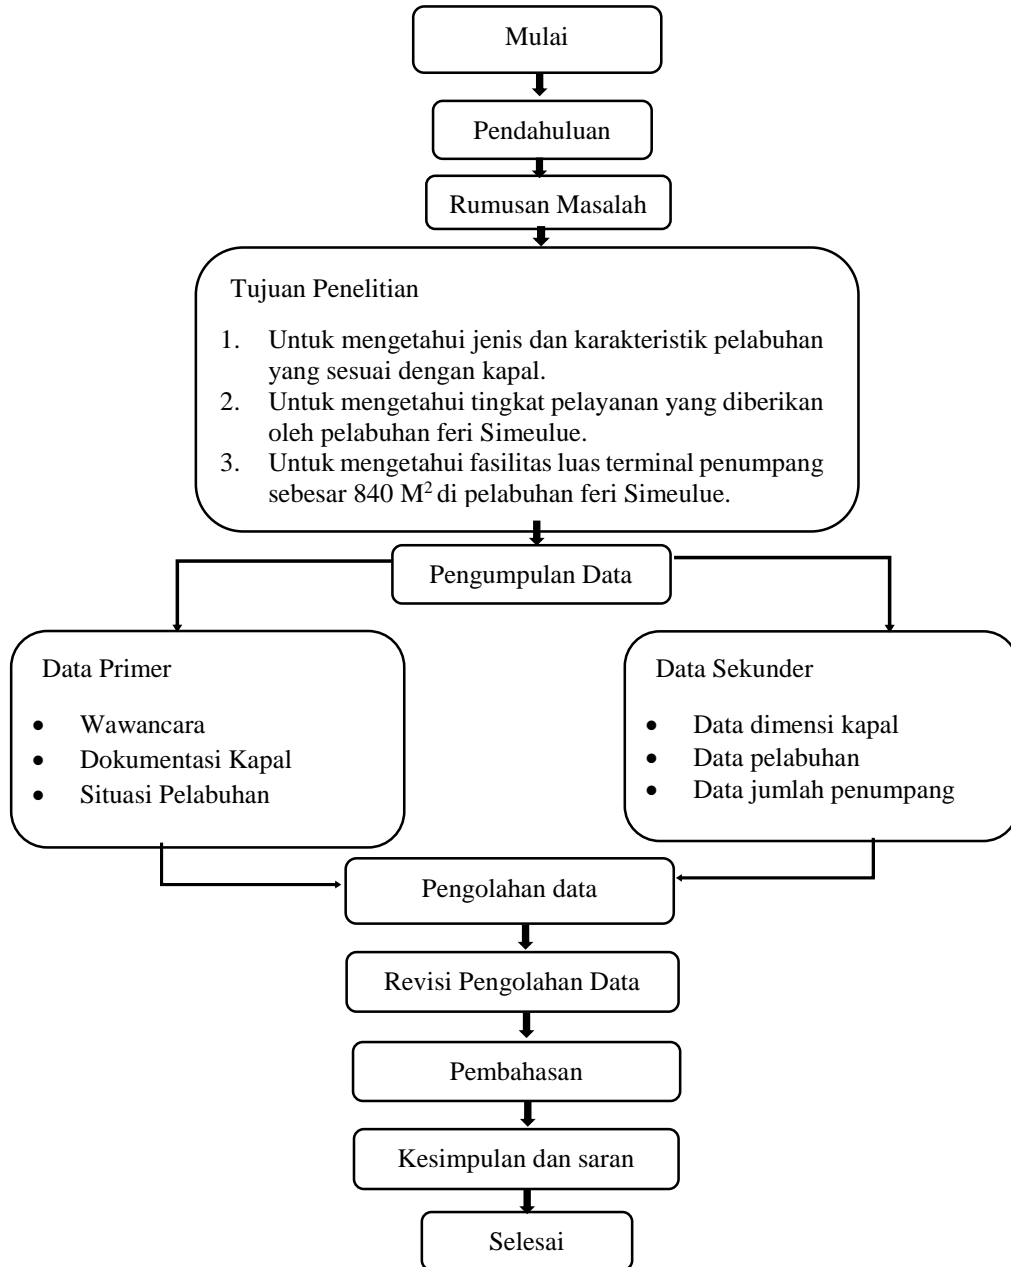 Mulai
Pendahuluan
Rumusan Masalah
Tujuan Penelitian
1. Untuk mengetahui jenis dan karakteristik pelabuhan
yang sesuai dengan kapal.
2. Untuk mengetahui tingkat pelayanan yang diberikan
oleh pelabuhan feri Simeulue.
3. Untuk mengetahui fasilitas luas terminal penumpang
sebesar 840 M² di pelabuhan feri Simeulue.
Pengumpulan Data
Data Primer
• Wawancara
• Dokumentasi Kapal
• Situasi Pelabuhan
Data Sekunder
• Data dimensi kapal
• Data pelabuhan
• Data jumlah penumpang
Pengolahan data
Revisi Pengolahan Data
Pembahasan
Kesimpulan dan saran
Selesai